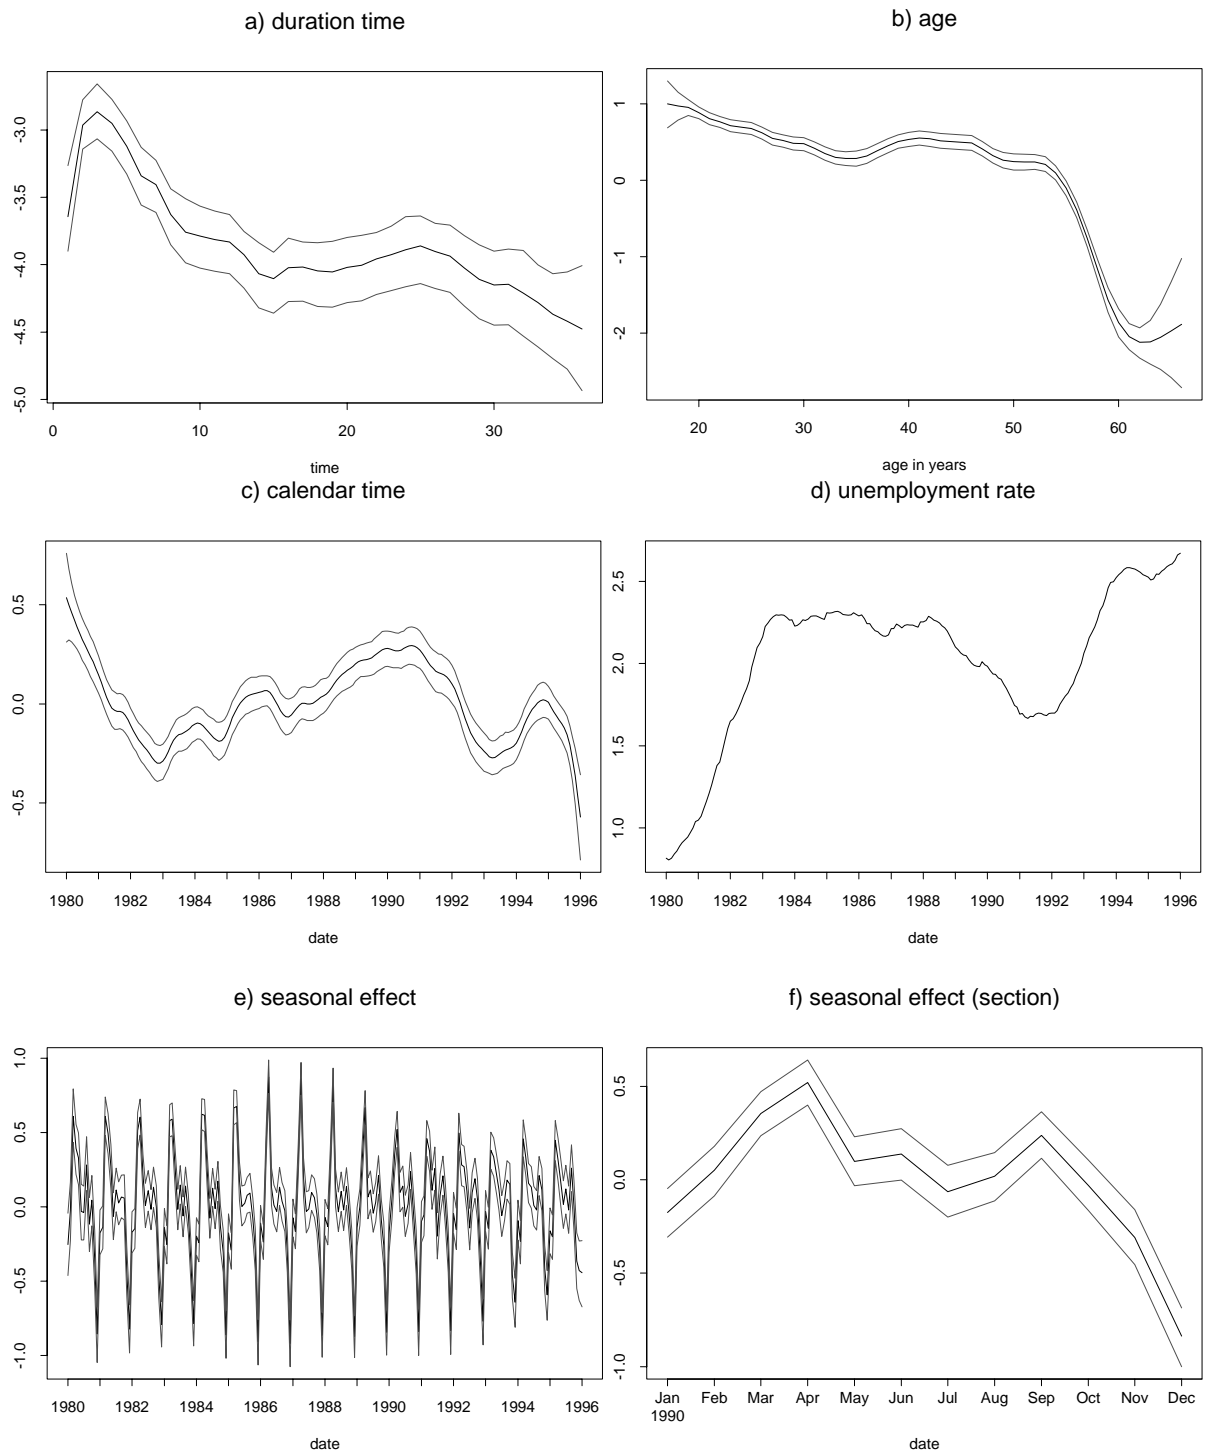 a) duration time
-3.0
-3.5
-4.0
-4.5
-5.0
0 10 20 30
time
b) age
1
0
-1
-2
20 30 40 50 60
age in years
c) calendar time
0.5
0.0
-0.5
1980 1982 1984 1986 1988 1990 1992 1994 1996
date
d) unemployment rate
2.5
2.0
1.5
1.0
1980 1982 1984 1986 1988 1990 1992 1994 1996
date
e) seasonal effect
1.0
0.5
0.0
-0.5
-1.0
1980 1982 1984 1986 1988 1990 1992 1994 1996
date
f) seasonal effect (section)
0.5
0.0
-0.5
-1.0
Jan Feb Mar Apr May Jun Jul Aug Sep Oct Nov Dec
1990
date